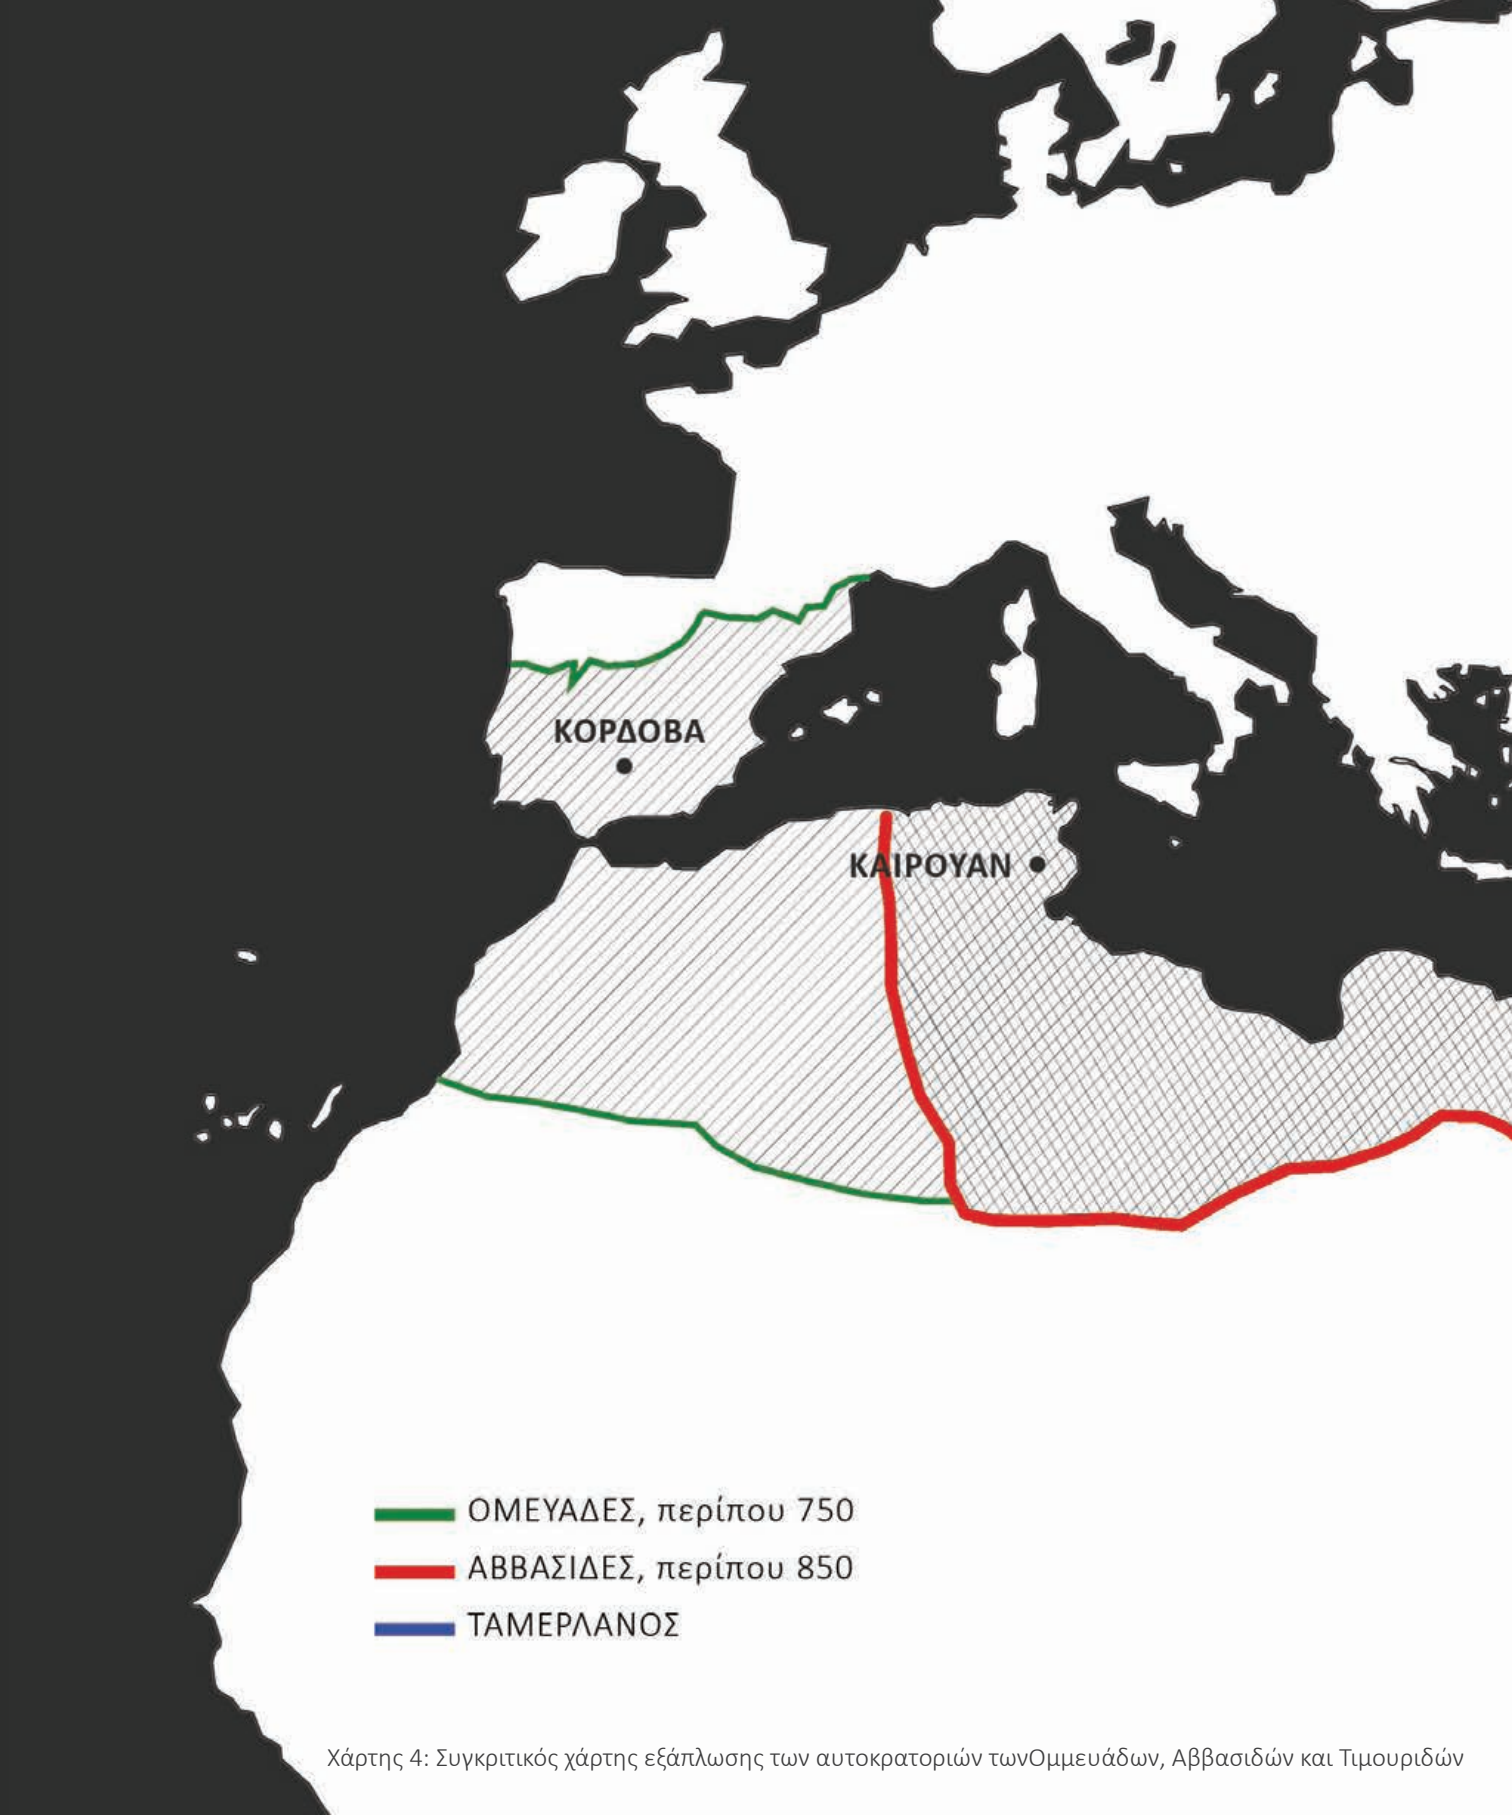 ΚΟΡΔΟΒΑ
ΚΑΙΡΟΥΑΝ
ΟΜΕΥΑΔΕΣ, περίπου 750
ΑΒΒΑΣΙΔΕΣ, περίπου 850
ΤΑΜΕΡΛΑΝΟΣ
Χάρτης 4: Συγκριτικός χάρτης εξάπλωσης των αυτοκρατοριών τωνΟμμευάδων, Αββασιδών και Τιμουριδών